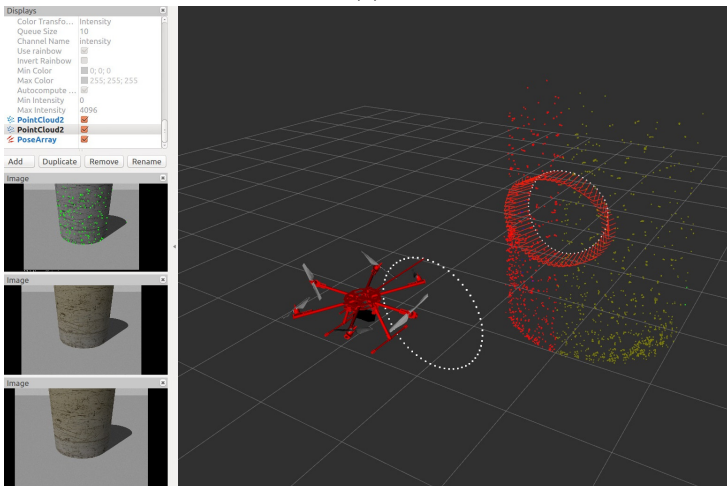 Displays
Color Transfo... Intensity
Queue Size 10
Channel Name intensity
Use rainbow
Invert Rainbow
Min Color 0; 0; 0
Max Color 255; 255; 255
Autocompute ...
Min Intensity 0
Max Intensity 4096
PointCloud2
PointCloud2
PoseArray
Add Duplicate Remove Rename
Image
Image
Image